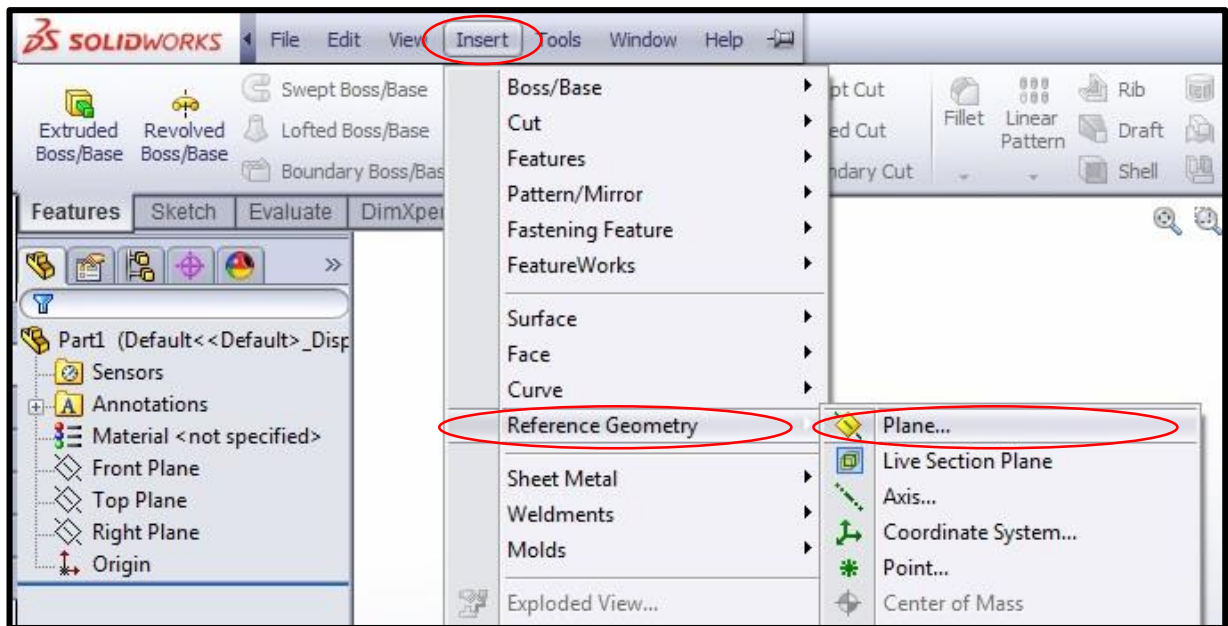 SOLIDWORKS File Edit View Insert Tools Window Help
Extruded Boss/Base
Revolved Boss/Base
Swept Boss/Base
Lofted Boss/Base
Boundary Boss/Bas
Boss/Base
Cut
Features
Pattern/Mirror
Fastening Feature
FeatureWorks
Surface
Face
Curve
Reference Geometry
Sheet Metal
Weldments
Molds
Exploded View...
pt Cut
ed Cut
ndary Cut
Fillet
Linear
Pattern
Rib
Draft
Shell
Features Sketch Evaluate DimXper
Part1 (Default<<Default>_Disp
Sensors
Annotations
Material <not specified>
Front Plane
Top Plane
Right Plane
Origin
Plane...
Live Section Plane
Axis...
Coordinate System...
Point...
Center of Mass